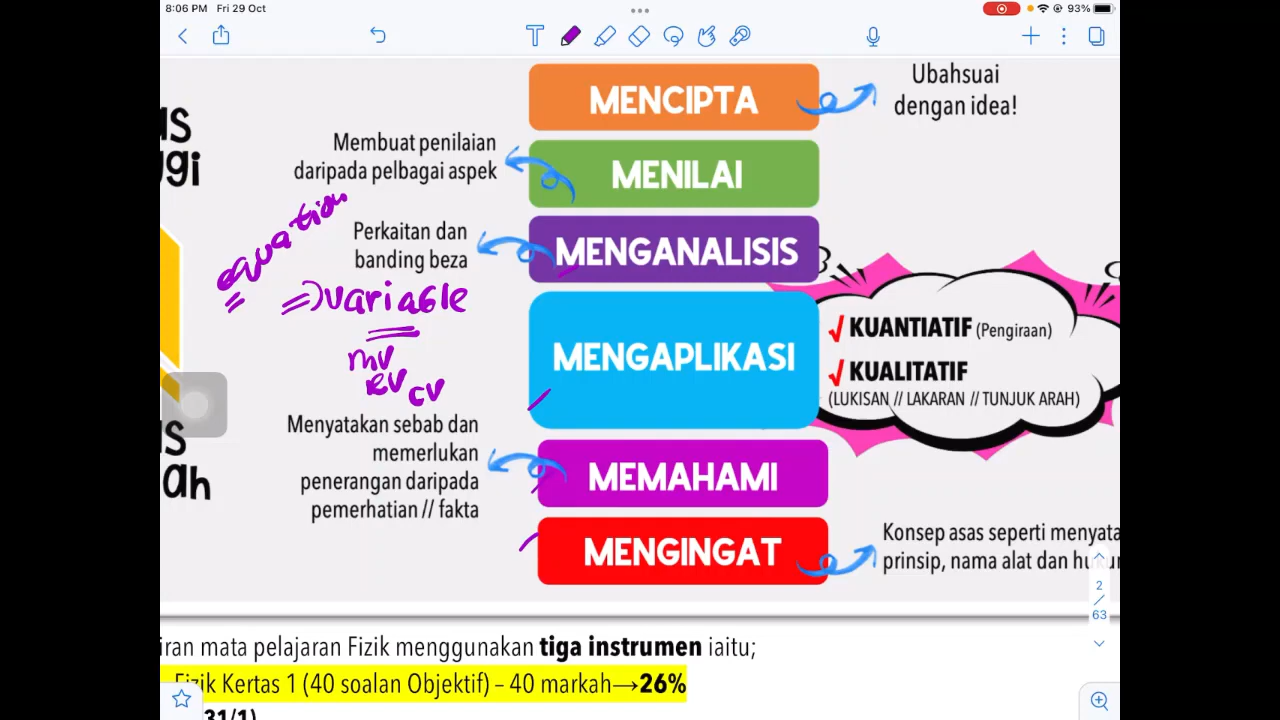 8:06 PM Fri 29 Oct
93%
T
MENCIPTA
Ubahsuai
dengan idea!
Membuat penilaian
daripada pelbagai aspek
MENILAI
equation
Perkaitan dan
banding beza
MENGANALISIS
=> variable
mv
rv cv
KUANTIATIF (Pengiraan)
MENGAPLIKASI
KUALITATIF
(LUKISAN // LAKARAN // TUNJUK ARAH)
Menyatakan sebab dan
memerlukan
penerangan daripada
pemerhatian // fakta
MEMAHAMI
MENGINGAT
Konsep asas seperti menyata
prinsip, nama alat dan huku
2
/
63
iran mata pelajaran Fizik menggunakan tiga instrumen iaitu;
Fizik Kertas 1 (40 soalan Objektif) – 40 markah→26%
31/1)